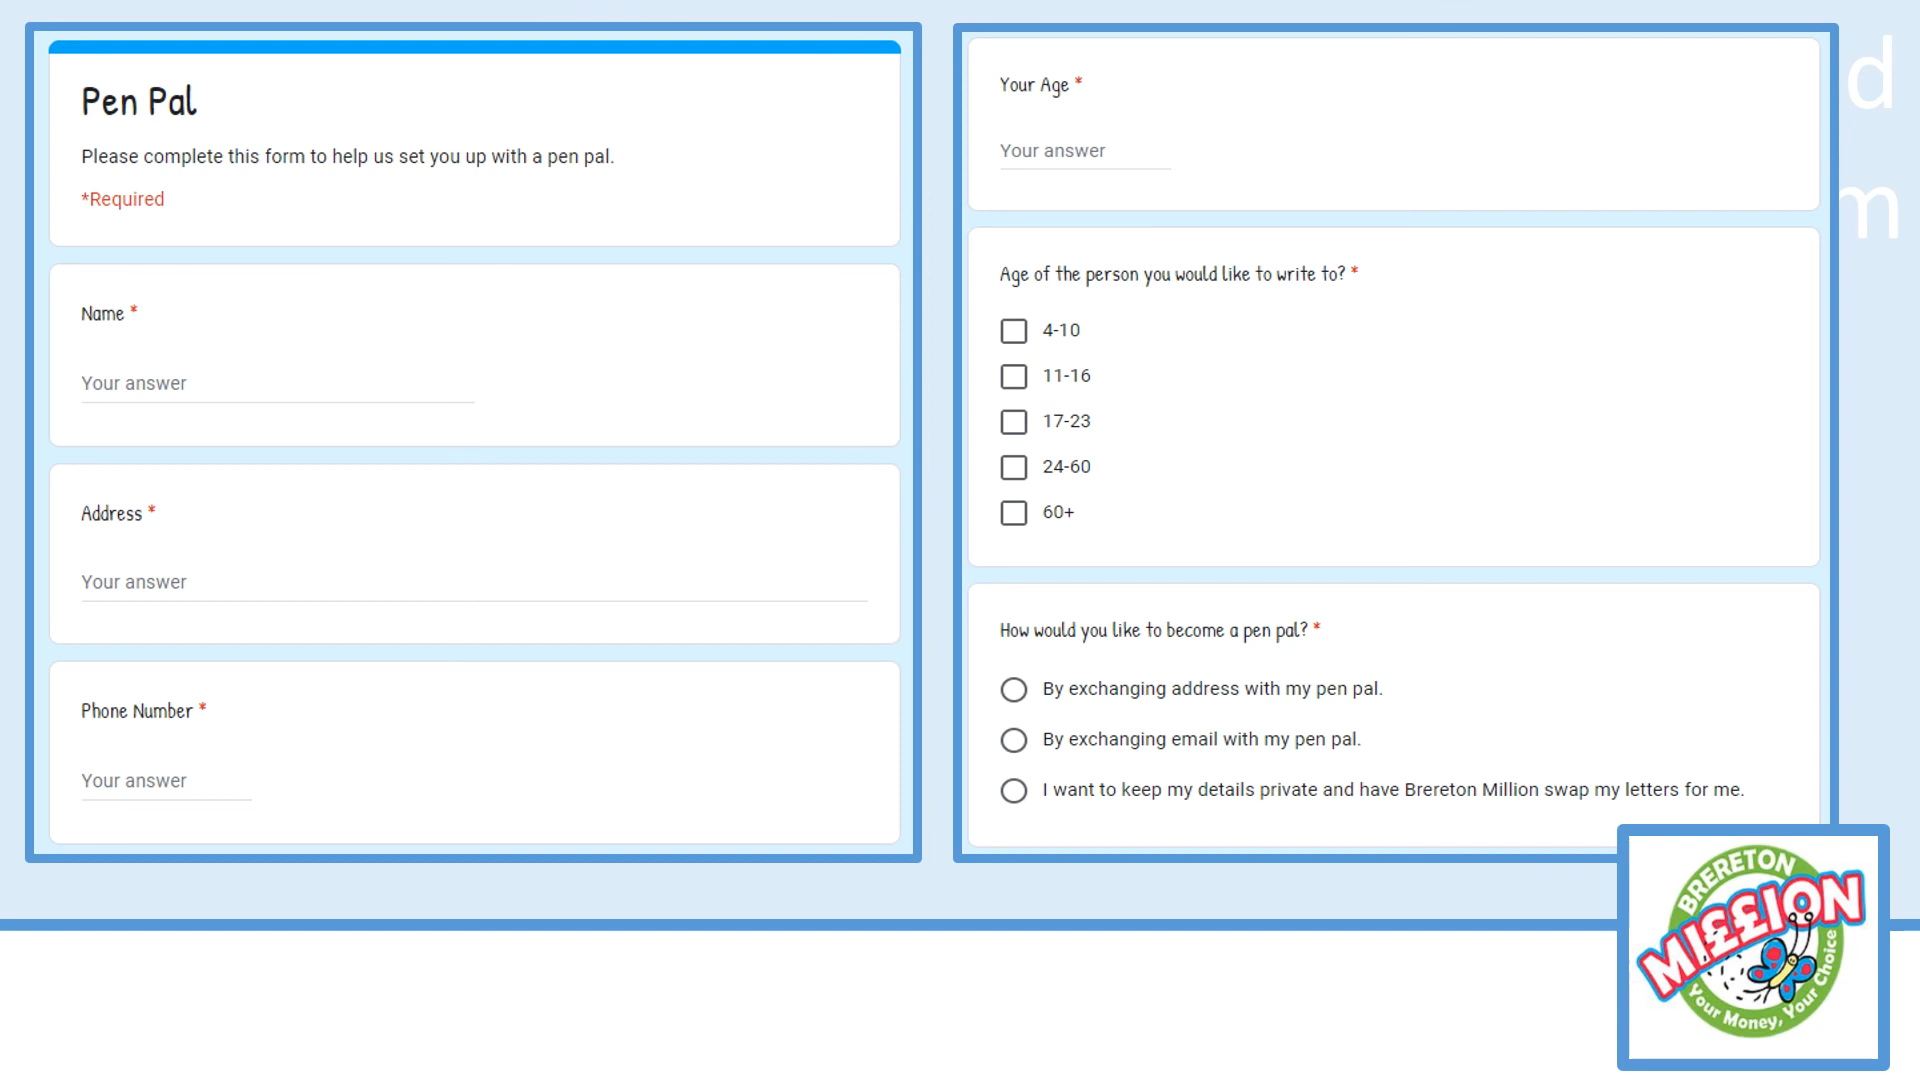 Pen Pal
Please complete this form to help us set you up with a pen pal.
*Required
Name *
Your answer
Address *
Your answer
Phone Number *
Your answer
Your Age *
Your answer
Age of the person you would like to write to? *
4-10
11-16
17-23
24-60
60+
How would you like to become a pen pal? *
By exchanging address with my pen pal.
By exchanging email with my pen pal.
I want to keep my details private and have Brereton Million swap my letters for me.
d
m
BRERETON
MI££ION
Your Money, Your Choice